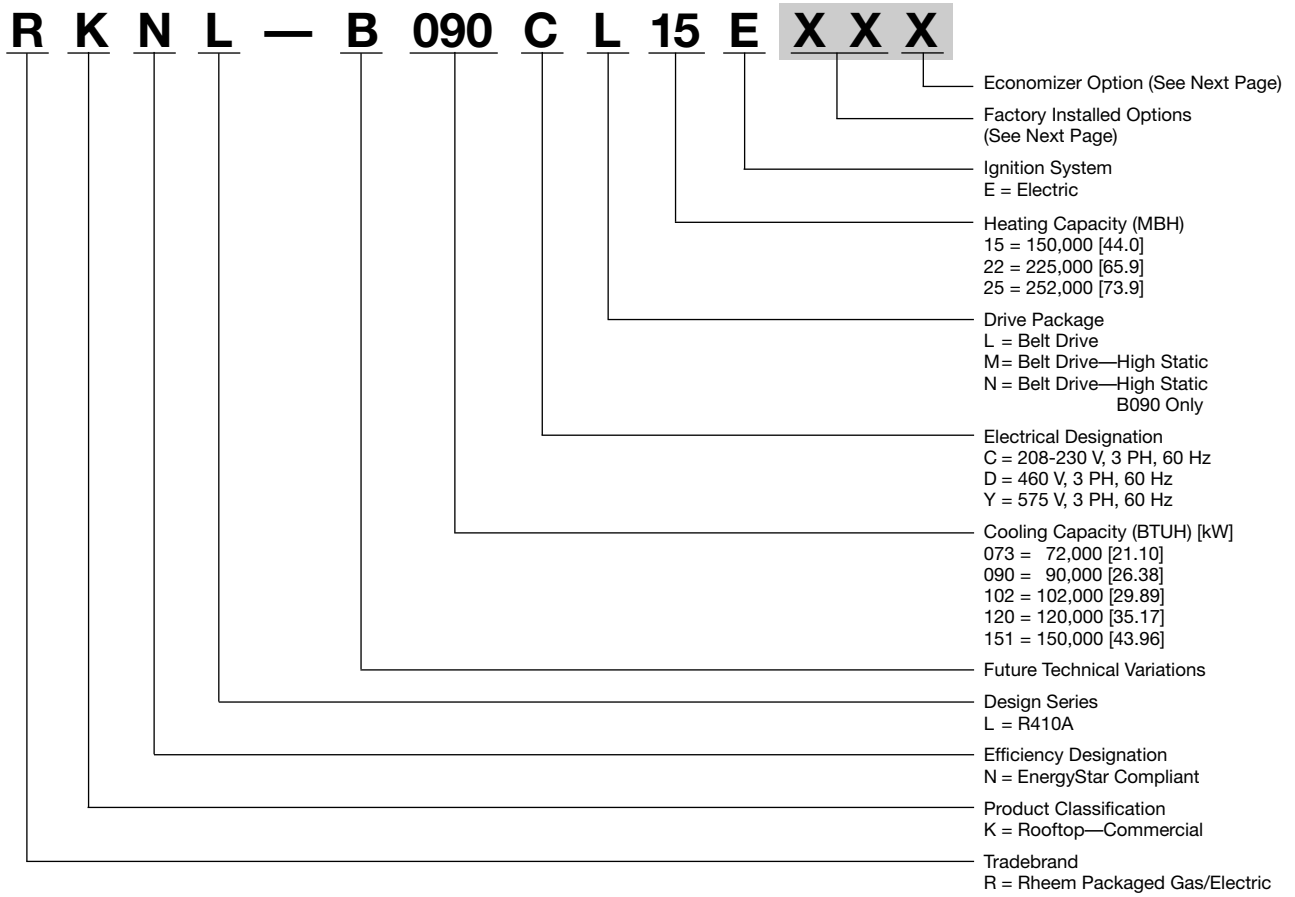 R K N L — B 090 C L 15 E X X X
Economizer Option (See Next Page)
Factory Installed Options
(See Next Page)
Ignition System
E = Electric
Heating Capacity (MBH)
15 = 150,000 [44.0]
22 = 225,000 [65.9]
25 = 252,000 [73.9]
Drive Package
L = Belt Drive
M= Belt Drive—High Static
N = Belt Drive—High Static
B090 Only
Electrical Designation
C = 208-230 V, 3 PH, 60 Hz
D = 460 V, 3 PH, 60 Hz
Y = 575 V, 3 PH, 60 Hz
Cooling Capacity (BTUH) [kW]
073 = 72,000 [21.10]
090 = 90,000 [26.38]
102 = 102,000 [29.89]
120 = 120,000 [35.17]
151 = 150,000 [43.96]
Future Technical Variations
Design Series
L = R410A
Efficiency Designation
N = EnergyStar Compliant
Product Classification
K = Rooftop—Commercial
Tradebrand
R = Rheem Packaged Gas/Electric